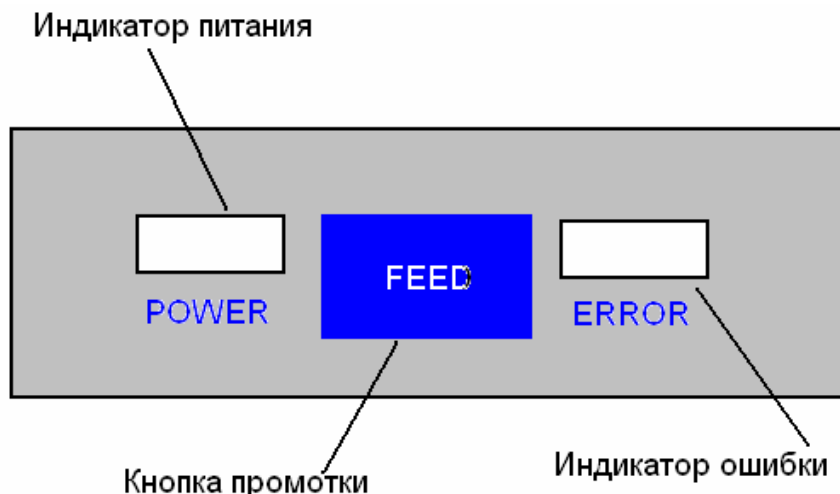 Индикатор питания
FEED
POWER
ERROR
Индикатор ошибки
Кнопка промотки